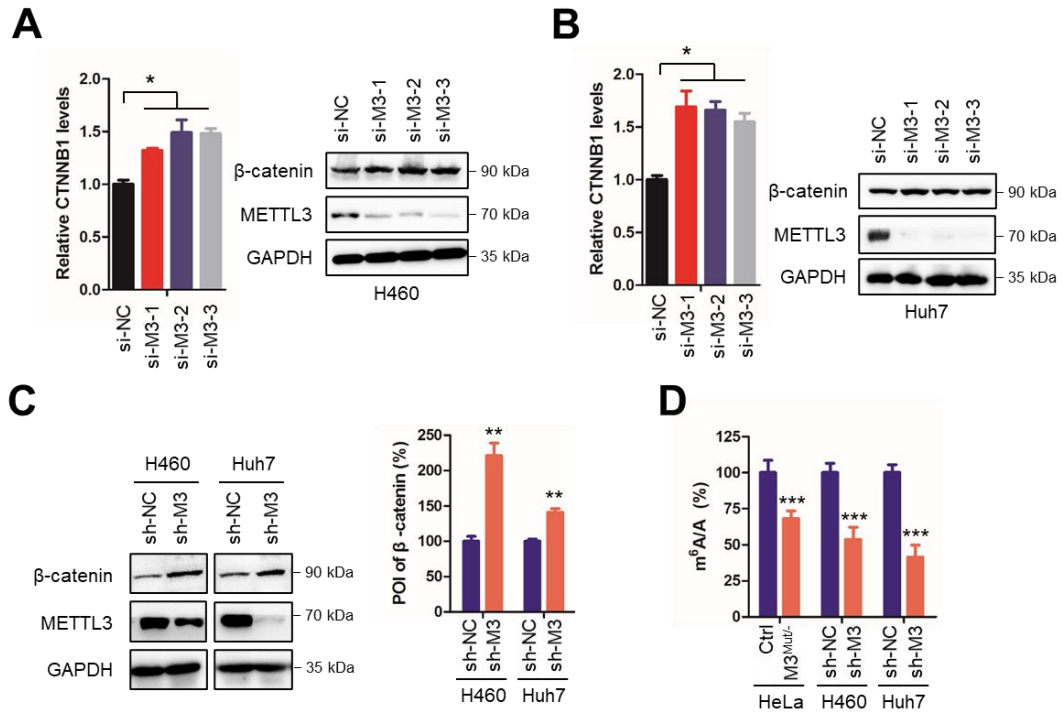 A
Relative CTNNB1 levels
2.0
1.5
1.0
0.5
0.0
*
si-NC
si-M3-1
si-M3-2
si-M3-3
si-NC
si-M3-1
si-M3-2
si-M3-3
β-catenin
90 kDa
METTL3
70 kDa
GAPDH
35 kDa
H460
B
Relative CTNNB1 levels
2.0
1.5
1.0
0.5
0.0
*
si-NC
si-M3-1
si-M3-2
si-M3-3
si-NC
si-M3-1
si-M3-2
si-M3-3
β-catenin
90 kDa
METTL3
70 kDa
GAPDH
35 kDa
Huh7
C
H460
Huh7
sh-NC
sh-M3
sh-NC
sh-M3
β-catenin
90 kDa
METTL3
70 kDa
GAPDH
35 kDa
POI of β -catenin (%)
250
200
150
100
50
0
**
**
sh-NC
sh-M3
sh-NC
sh-M3
H460
Huh7
D
m⁶A/A (%)
125
100
75
50
25
0
***
***
***
Ctrl
M3ᴹᵘᵗ/⁻
sh-NC
sh-M3
sh-NC
sh-M3
HeLa
H460
Huh7